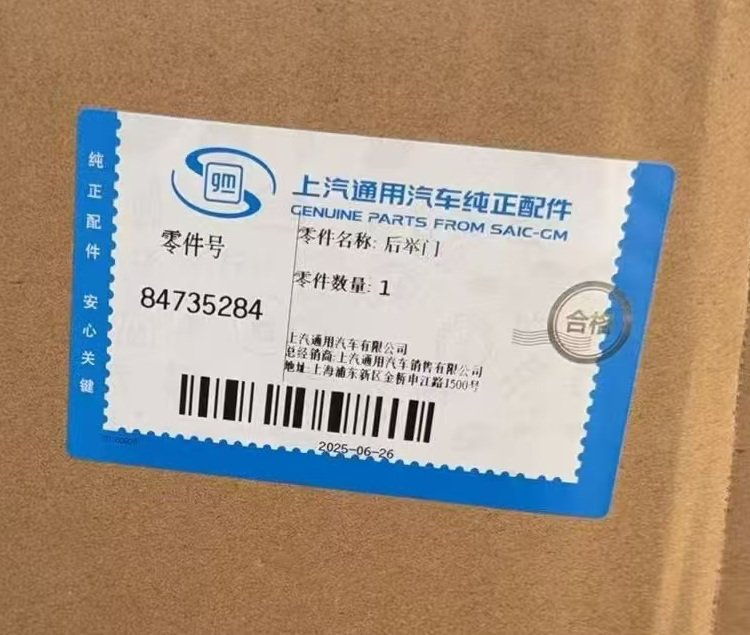 纯正配件 安心关键
gm
上汽通用汽车纯正配件
GENUINE PARTS FROM SAIC-GM
零件号
零件名称: 后举门
84735284
零件数量: 1
合格
上汽通用汽车有限公司
总经销商:上汽通用汽车销售有限公司
地址:上海浦东新区金桥申江路1500号
2025-06-26